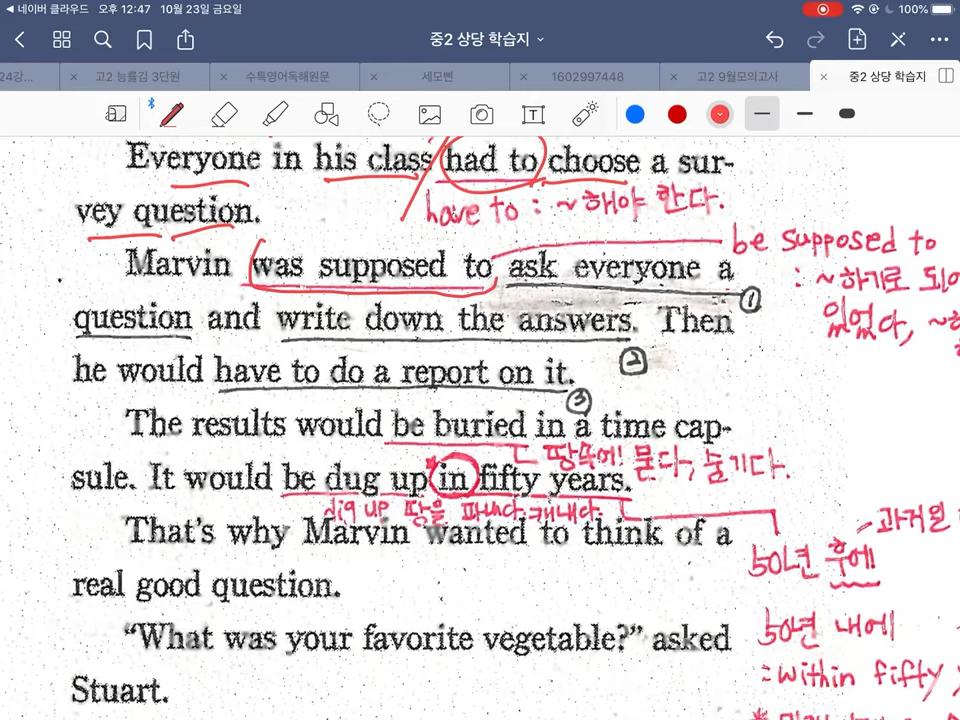 네이버 클라우드 오후 12:47 10월 23일 금요일 100%
중2 상당 학습지
24강... 고2 능률김 3단원 수특영어독해원문 세모삔 1602997448 고2 9월모의고사 중2 상당 학습지
Everyone in his class had to choose a sur-
vey question.
have to : ~해야 한다.
Marvin was supposed to ask everyone a
be supposed to
: ~하기로 되어
①
question and write down the answers. Then
있었다,
②
he would have to do a report on it.
③
The results would be buried in a time cap-
땅속에! 묻다, 숨기다.
sule. It would be dug up in fifty years.
dig up 땅을 파내다. 캐내다.
That's why Marvin wanted to think of a
50년 후에
real good question.
"What was your favorite vegetable?" asked
50년 내에
Stuart.
: within fifty